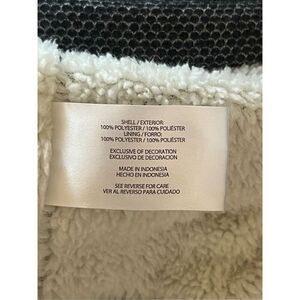 SHELL / EXTERIOR:
100% POLYESTER / 100% POLIÉSTER
LINING / FORRO:
100% POLYESTER / 100% POLIÉSTER
EXCLUSIVE OF DECORATION
EXCLUSIVO DE DECORACION
MADE IN INDONESIA
HECHO EN INDONESIA
SEE REVERSE FOR CARE
VER AL REVERSO PARA CUIDADO